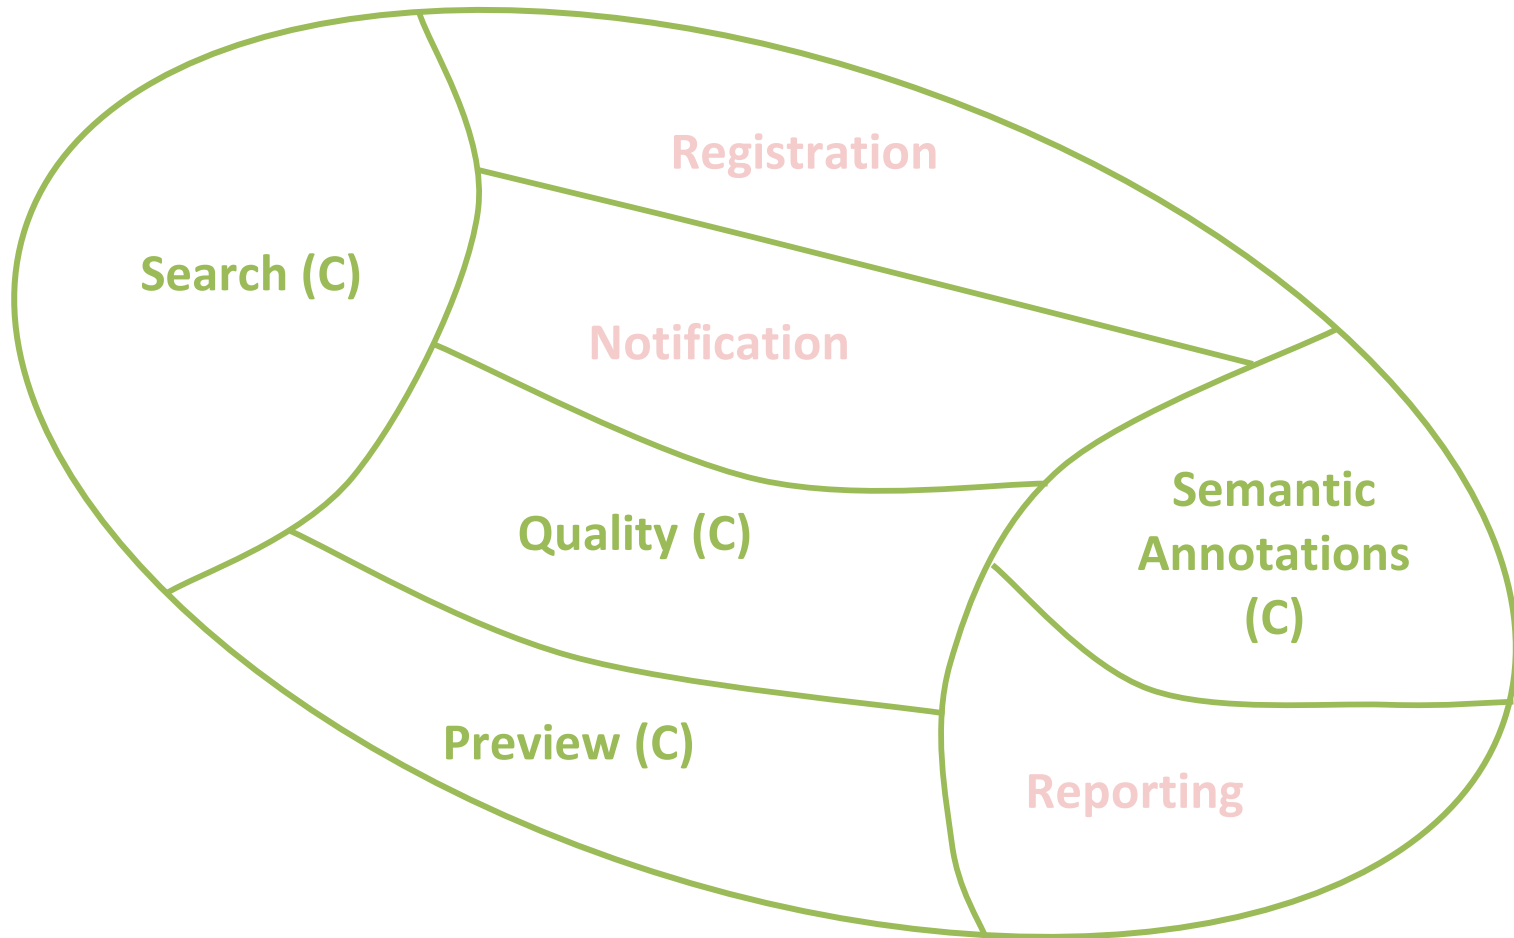 Registration
Search (C)
Notification
Quality (C)
Semantic
Annotations
(C)
Preview (C)
Reporting